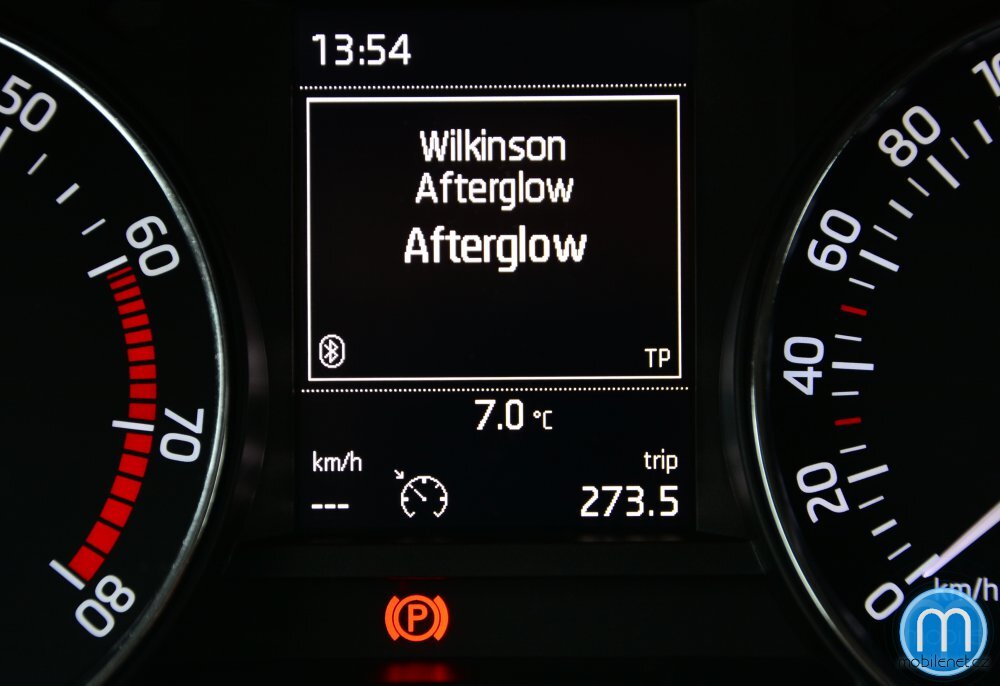 13:54
Wilkinson
Afterglow
Afterglow
TP
7.0 °C
km/h
trip
---
273.5
50
60
70
80
P
100
80
60
40
20
0
km/h
m
mobilenet.cz